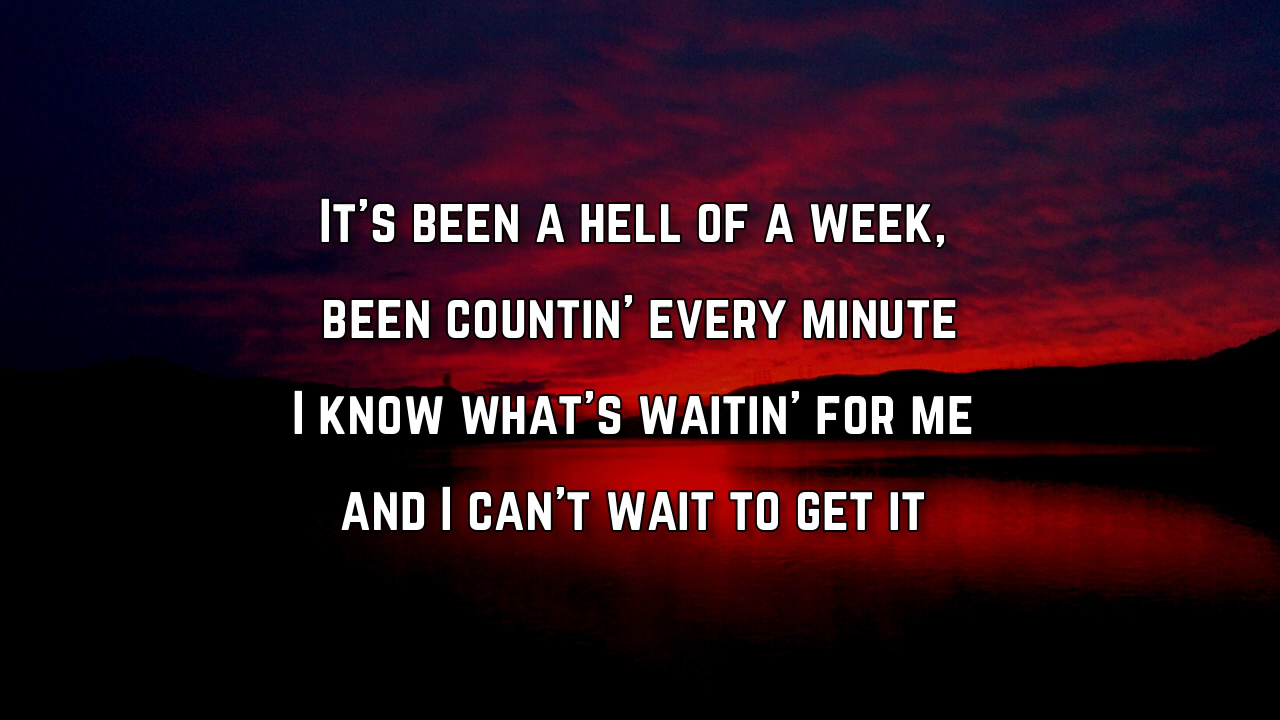 It's been a hell of a week,
been countin' every minute
I know what's waitin' for me
and I can't wait to get it